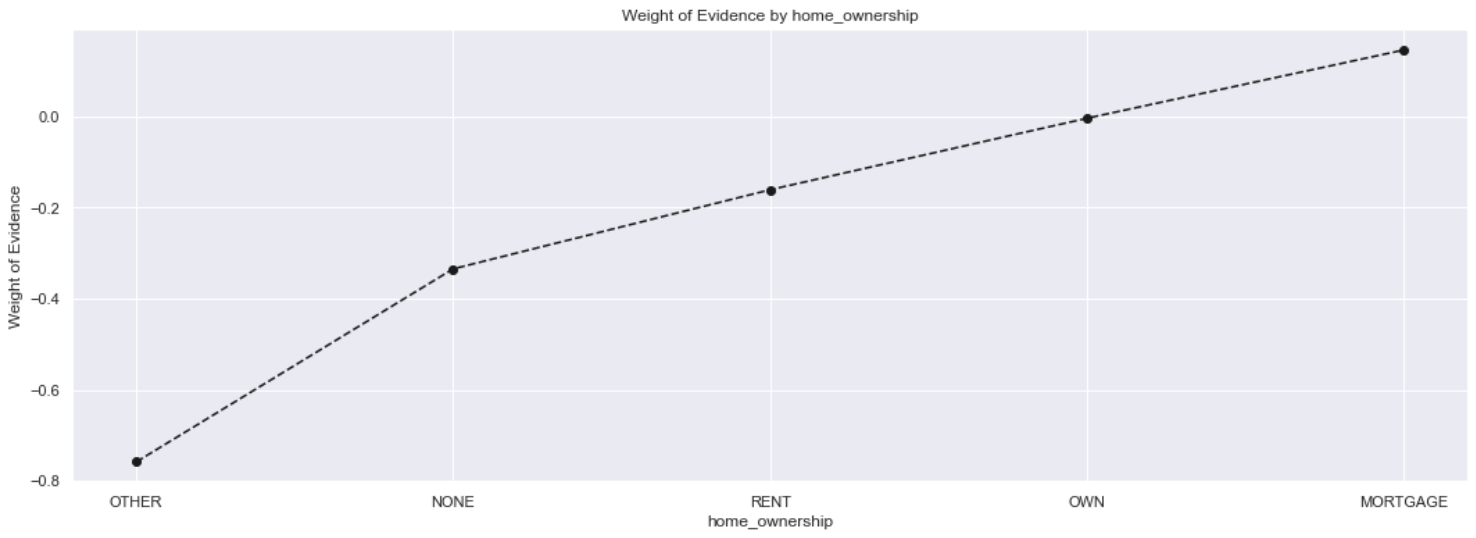 Weight of Evidence by home_ownership
Weight of Evidence
0.0
−0.2
−0.4
−0.6
−0.8
OTHER NONE RENT OWN MORTGAGE
home_ownership